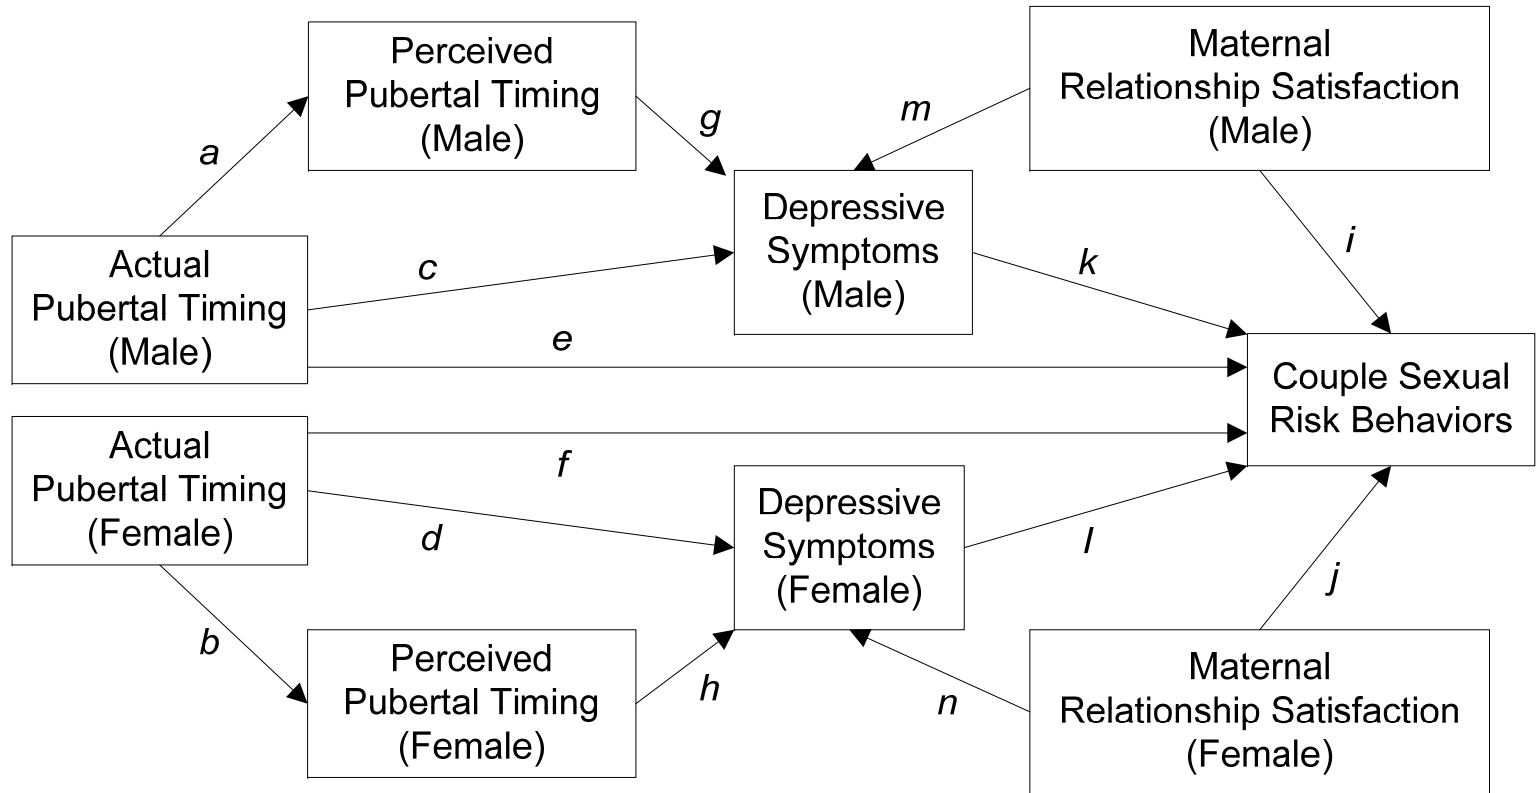 Perceived
Pubertal Timing
(Male)
Maternal
Relationship Satisfaction
(Male)
a
g
m
Depressive
Symptoms
(Male)
i
k
Actual
Pubertal Timing
(Male)
c
e
Couple Sexual
Risk Behaviors
Actual
Pubertal Timing
(Female)
f
d
Depressive
Symptoms
(Female)
l
j
b
Perceived
Pubertal Timing
(Female)
h
n
Maternal
Relationship Satisfaction
(Female)